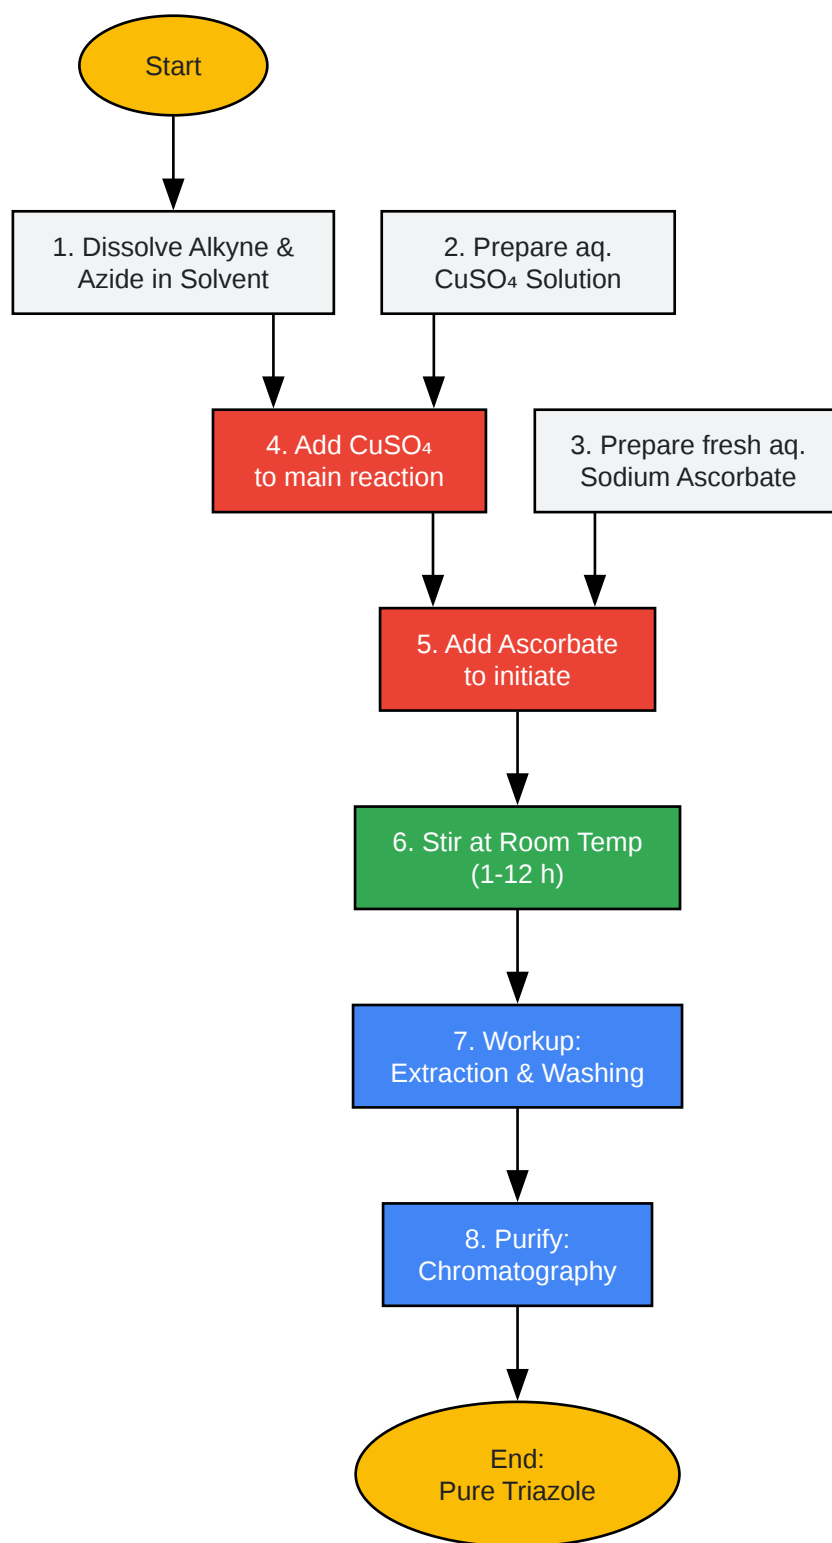 Start
1. Dissolve Alkyne &
Azide in Solvent
2. Prepare aq.
CuSO₄ Solution
4. Add CuSO₄
to main reaction
3. Prepare fresh aq.
Sodium Ascorbate
5. Add Ascorbate
to initiate
6. Stir at Room Temp
(1-12 h)
7. Workup:
Extraction & Washing
8. Purify:
Chromatography
End:
Pure Triazole